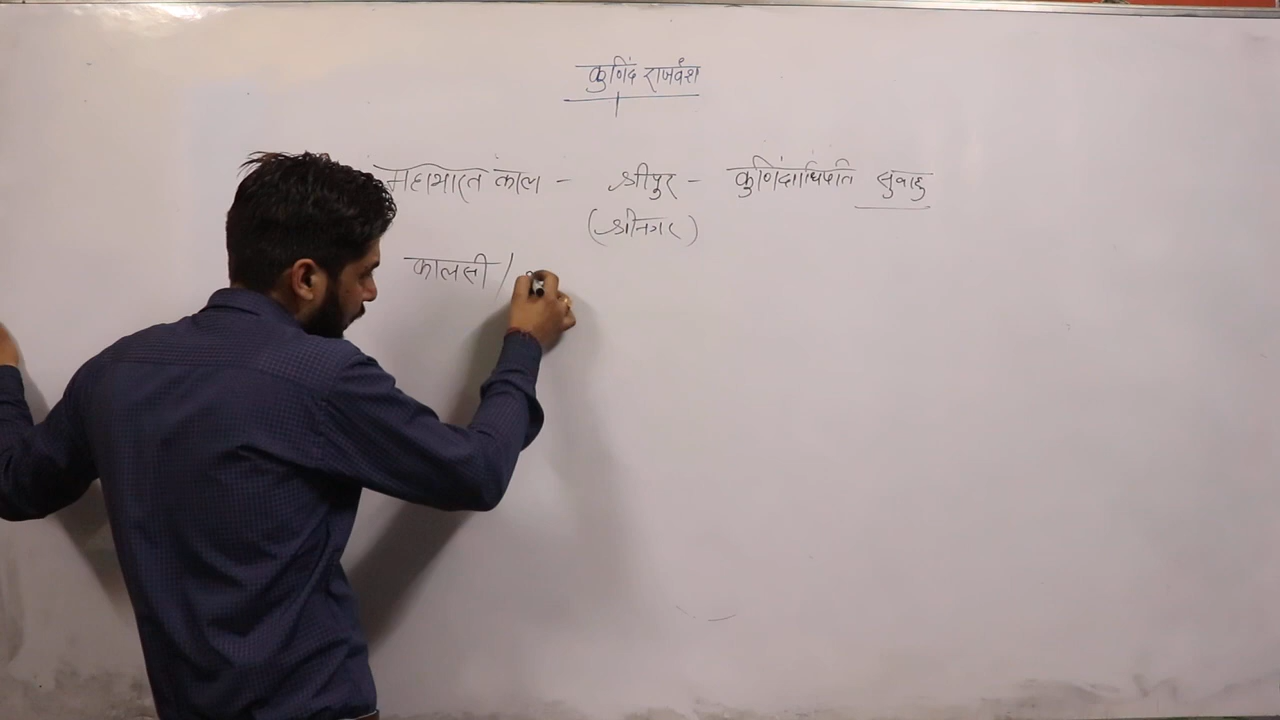 कुणिंद राजवंश
महाभारत काल - श्रीपुर - कुणिंदाधिपति सुबाहु
(श्रीनगर)
कालसी /